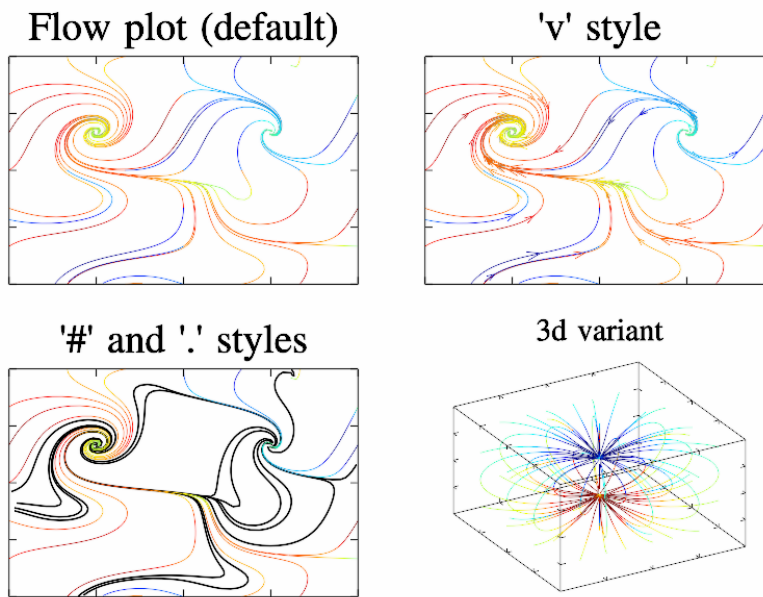 Flow plot (default)
'v' style
'#' and '.' styles
3d variant